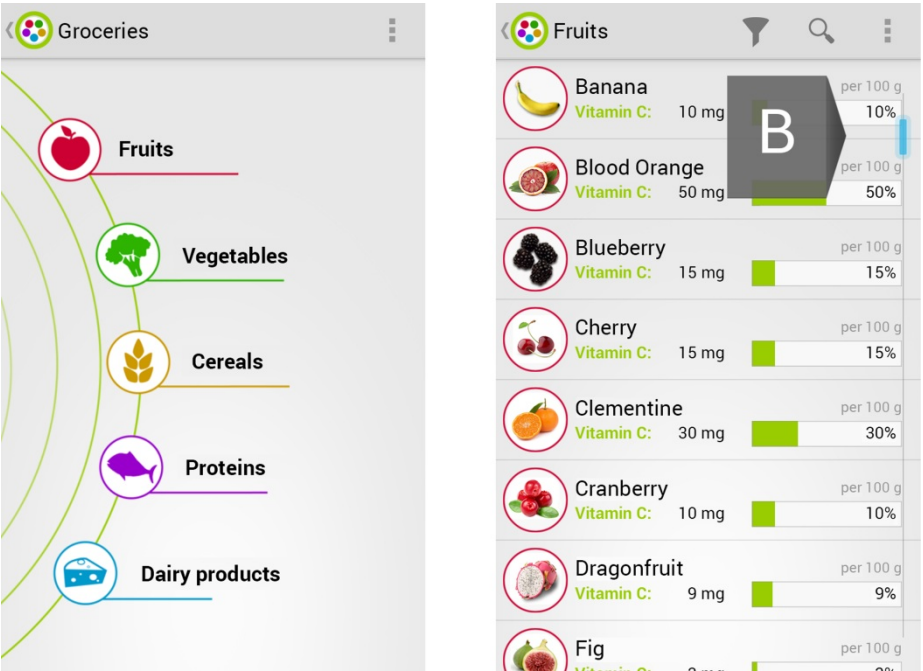 Groceries
Fruits
Vegetables
Cereals
Proteins
Dairy products
Fruits
Banana
per 100 g
Vitamin C: 10 mg 10%
B
Blood Orange
per 100 g
Vitamin C: 50 mg 50%
Blueberry
per 100 g
Vitamin C: 15 mg 15%
Cherry
per 100 g
Vitamin C: 15 mg 15%
Clementine
per 100 g
Vitamin C: 30 mg 30%
Cranberry
per 100 g
Vitamin C: 10 mg 10%
Dragonfruit
per 100 g
Vitamin C: 9 mg 9%
Fig
per 100 g